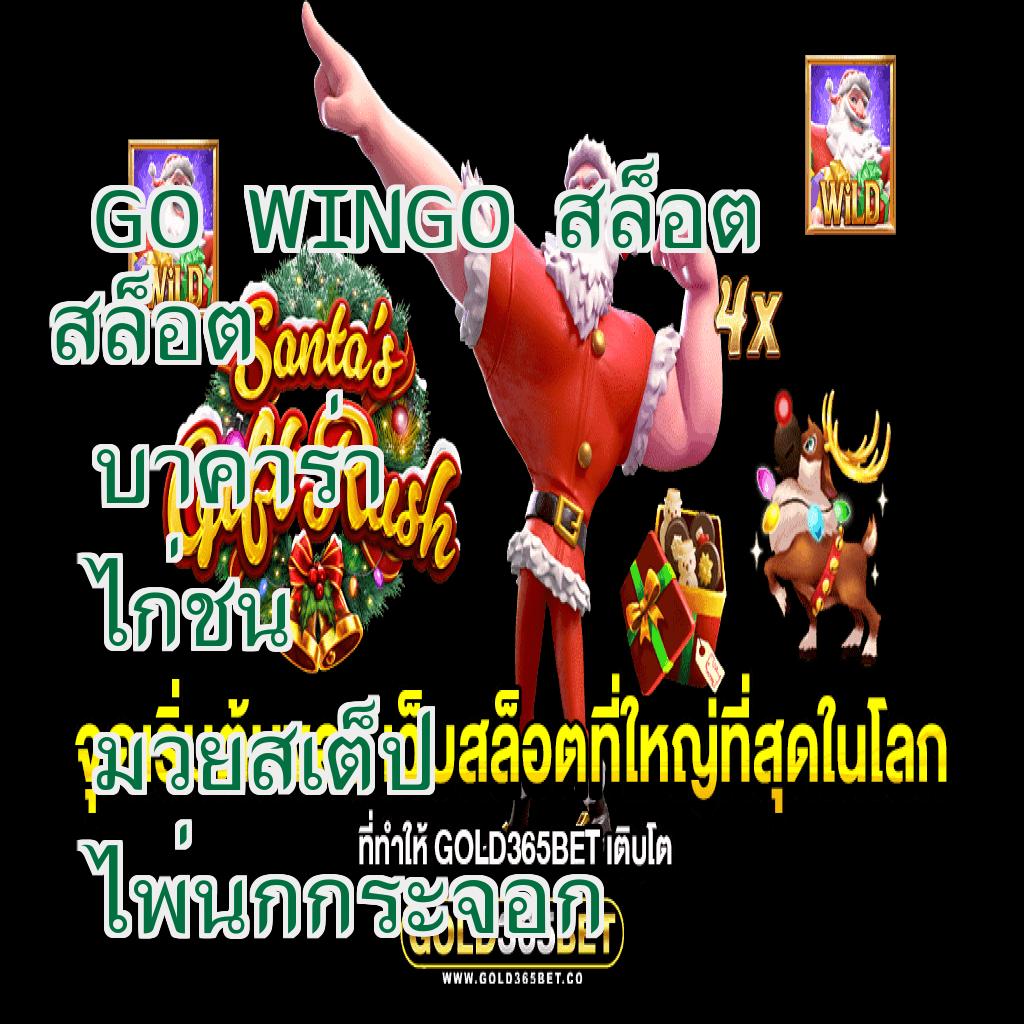 GO WINGO สล็อต
WILD
WILD
สล็อต
Santa's
4x
บาคาร่า
Gift Rush
ไก่ชน
เว็บสล็อตที่ใหญ่ที่สุดในโลก
มวยสเต็ป
ที่ทำให้ GOLD365BET เติบโต
ไพ่นกกระจอก
GOLD365BET
WWW.GOLD365BET.CO